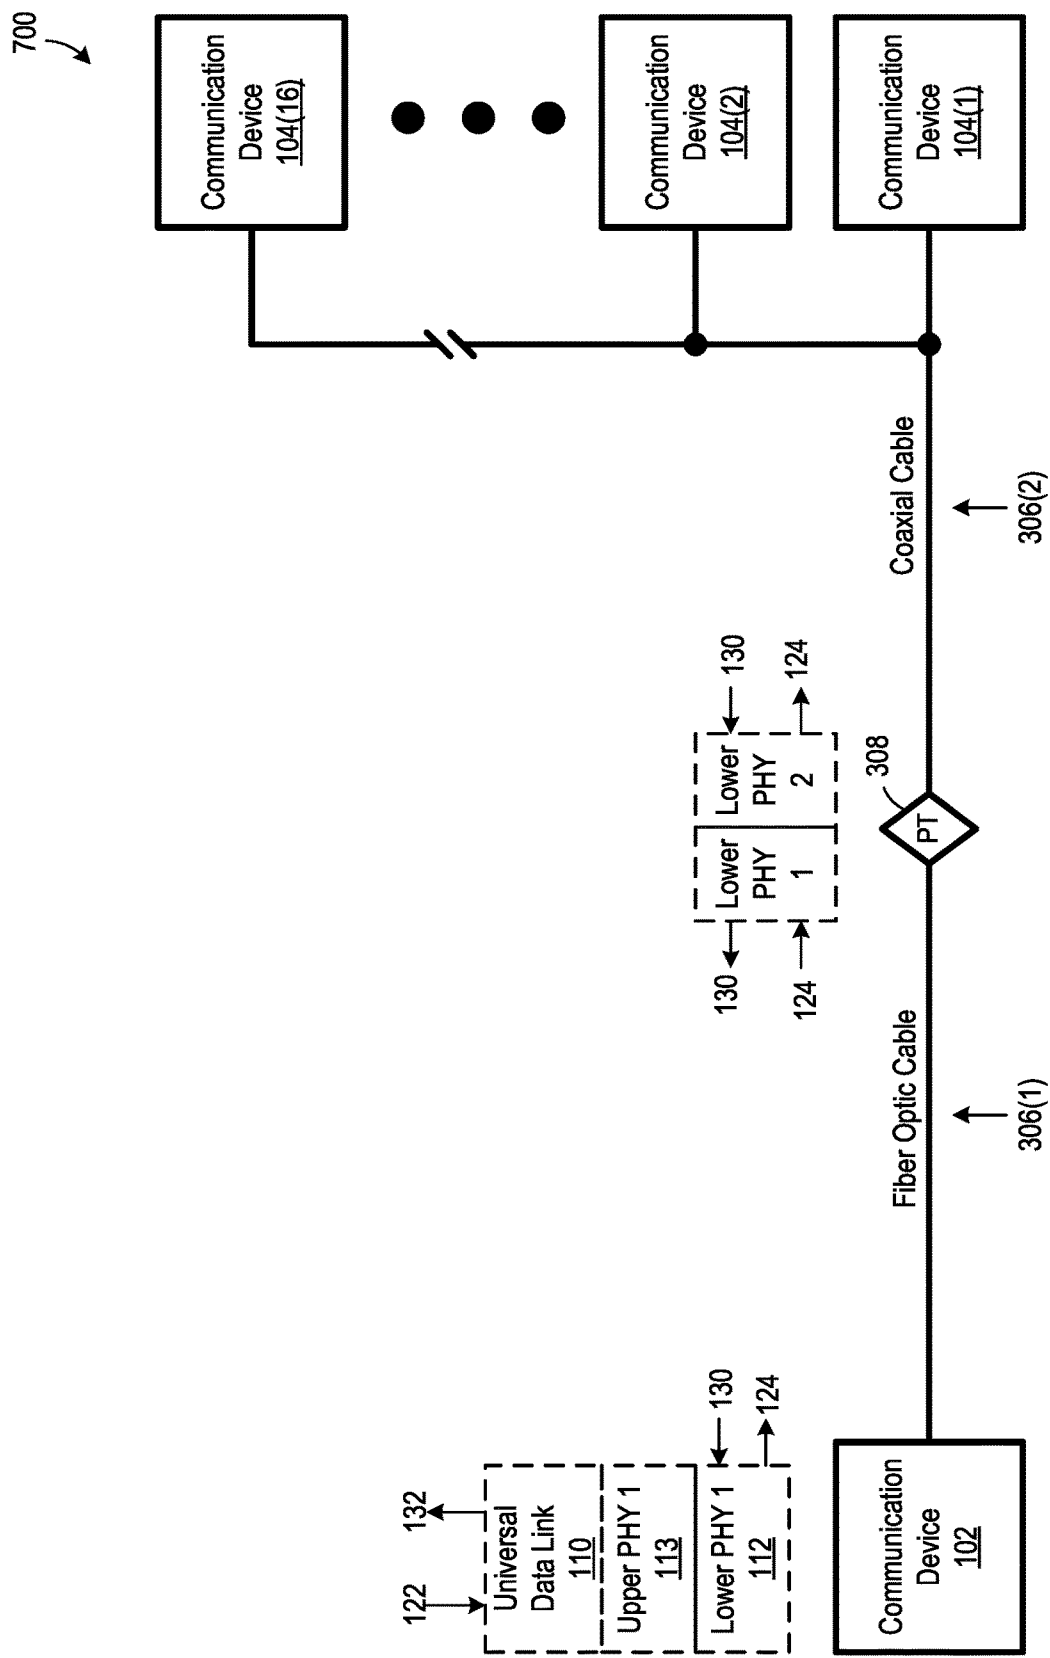 700
Communication
Device
104(16)
Communication
Device
104(2)
Communication
Device
104(1)
122
132
Universal
Data Link
110
Upper PHY 1
113
Lower PHY 1
112
130
124
Communication
Device
102
Fiber Optic Cable
306(1)
130
124
Lower
PHY
1
Lower
PHY
2
130
124
308
PT
Coaxial Cable
306(2)